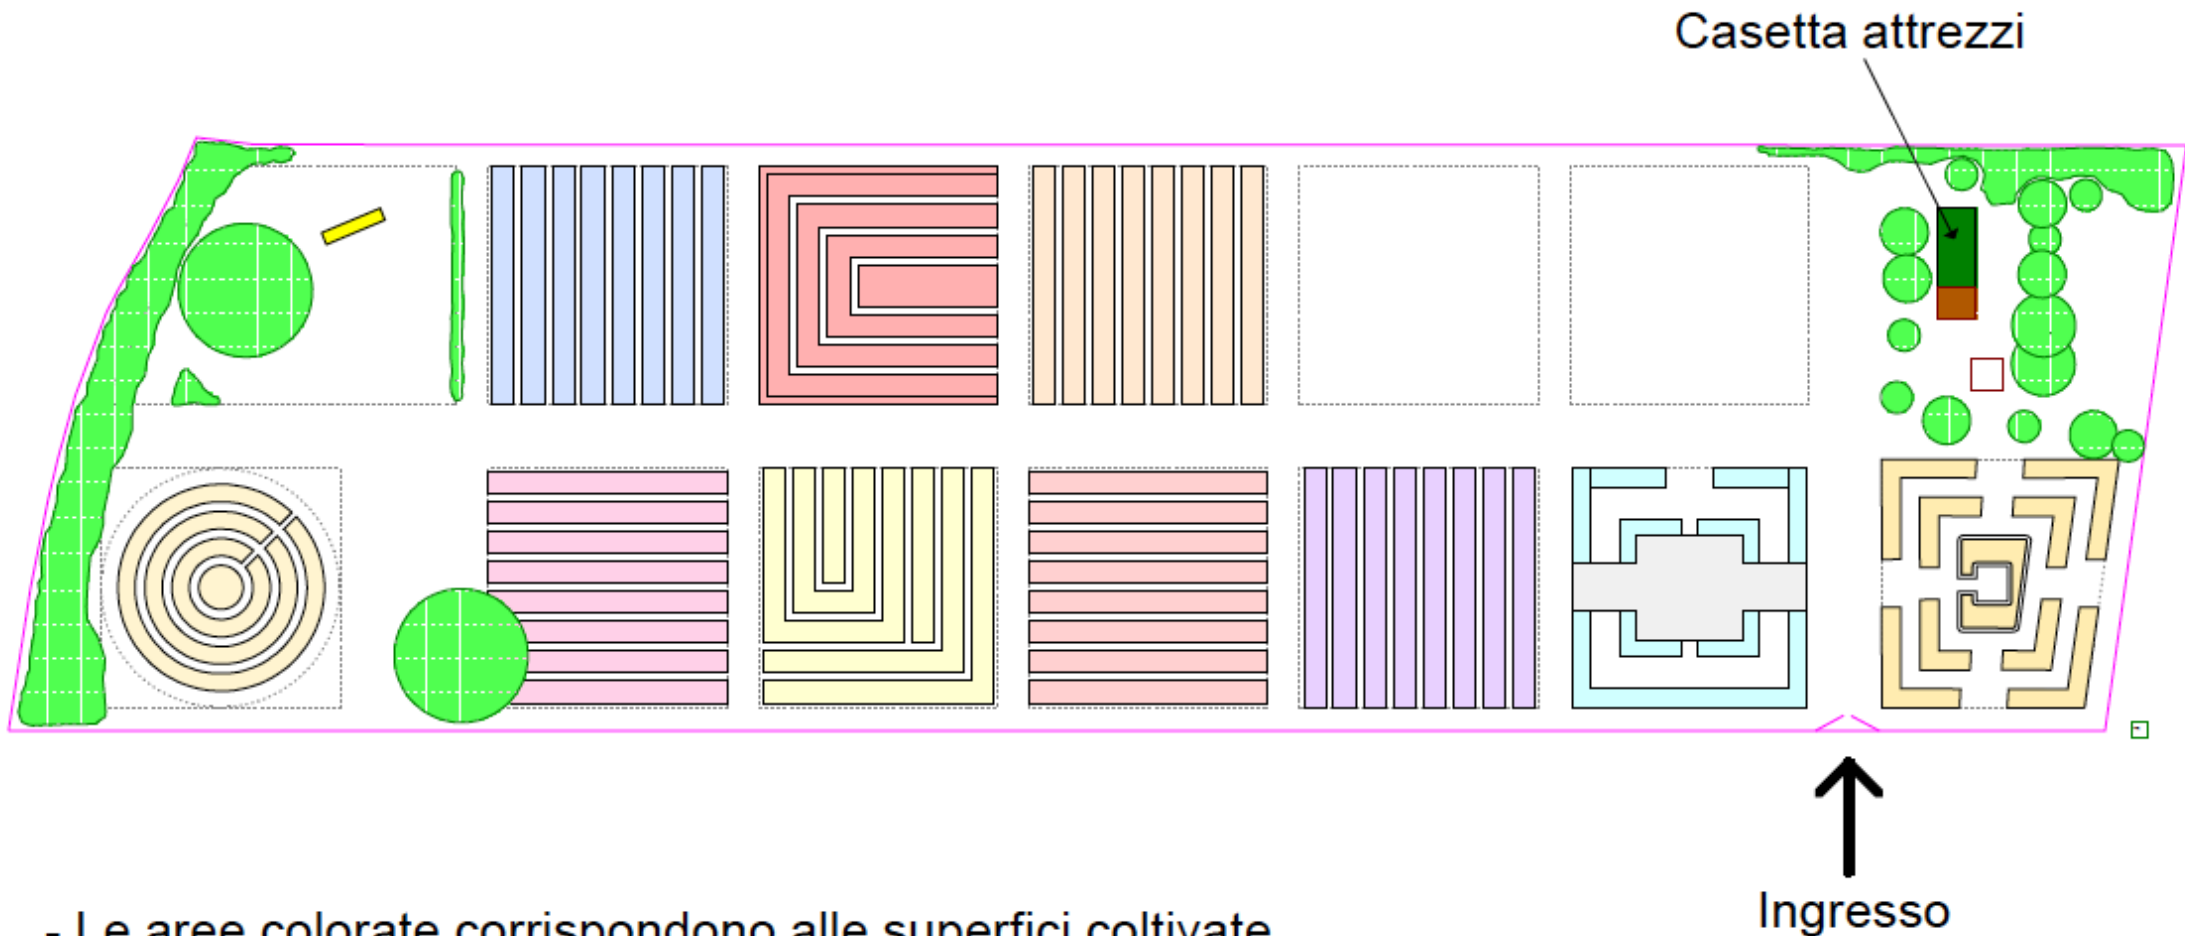 Casetta attrezzi
- Le aree colorate corrispondono alle superfici coltivate
Ingresso